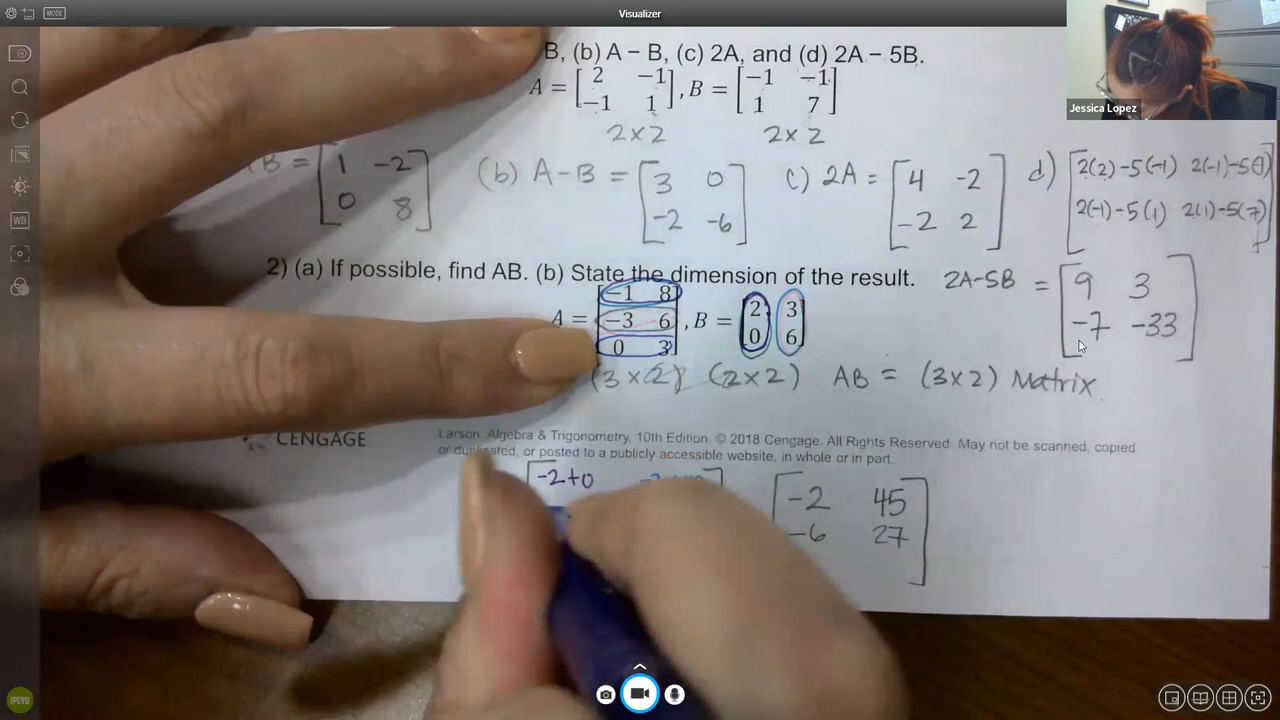 MODE
Visualizer
Jessica Lopez
WB
B, (b) A − B, (c) 2A, and (d) 2A − 5B.
A = [2 −1], B = [−1 −1]
−1 1 1 7
2×2 2×2
B = [1 -2] (b) A-B = [3 0] c) 2A = [4 -2] d) [2(2)-5(-1) 2(-1)-5(-1)]
0 8 -2 -6 -2 2 2(-1)-5(1) 2(1)-5(7)
2) (a) If possible, find AB. (b) State the dimension of the result.
2A-5B = [9 3]
-7 -33
−1 8
A = −3 6 , B = [2 3]
0 3 0 6
(3×2) (2×2) AB = (3×2) Matrix.
CENGAGE
Larson, Algebra & Trigonometry, 10th Edition. © 2018 Cengage. All Rights Reserved. May not be scanned, copied
or duplicated, or posted to a publicly accessible website, in whole or in part.
-2+0
-2 45
-6 27
IPEVO